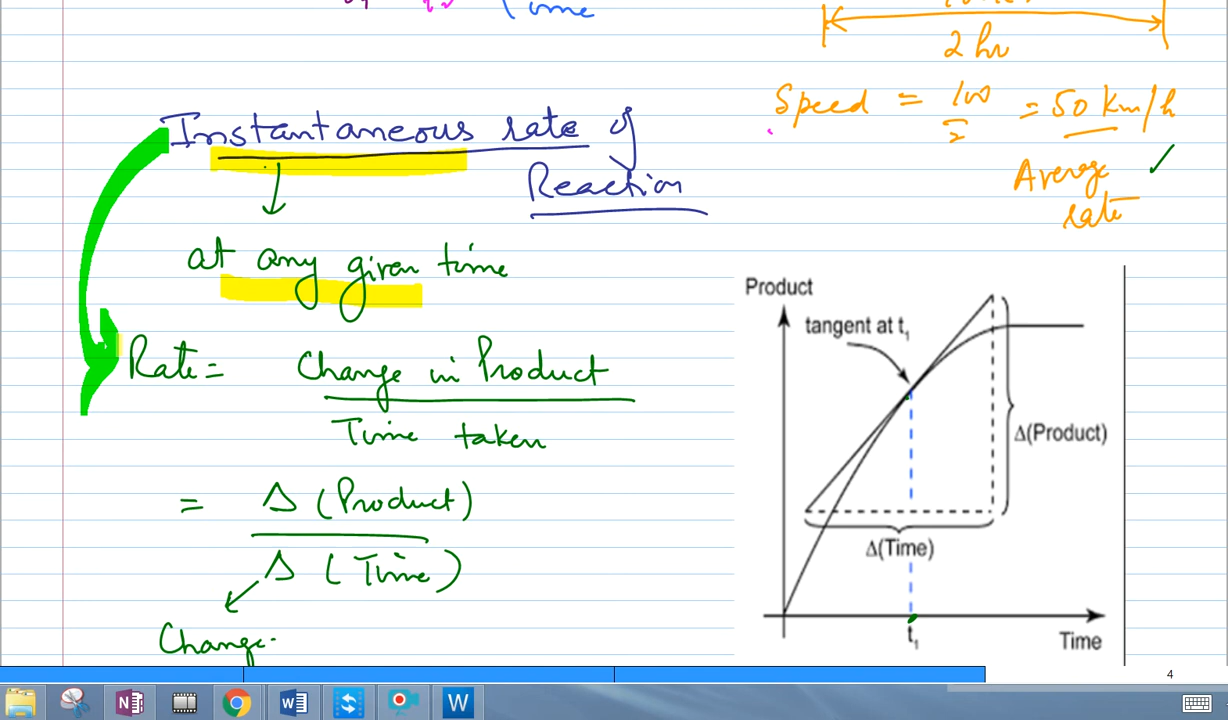 Time
2 hr
Speed = 100 / 2 = 50 km/h
Average ✓
rate
Instantaneous rate of
Reaction
at any given time
Rate = Change in Product
Time taken
= Δ (Product)
Δ (Time)
Change
Product
tangent at t₁
Δ(Product)
Δ(Time)
t₁
Time
4
N
W
W